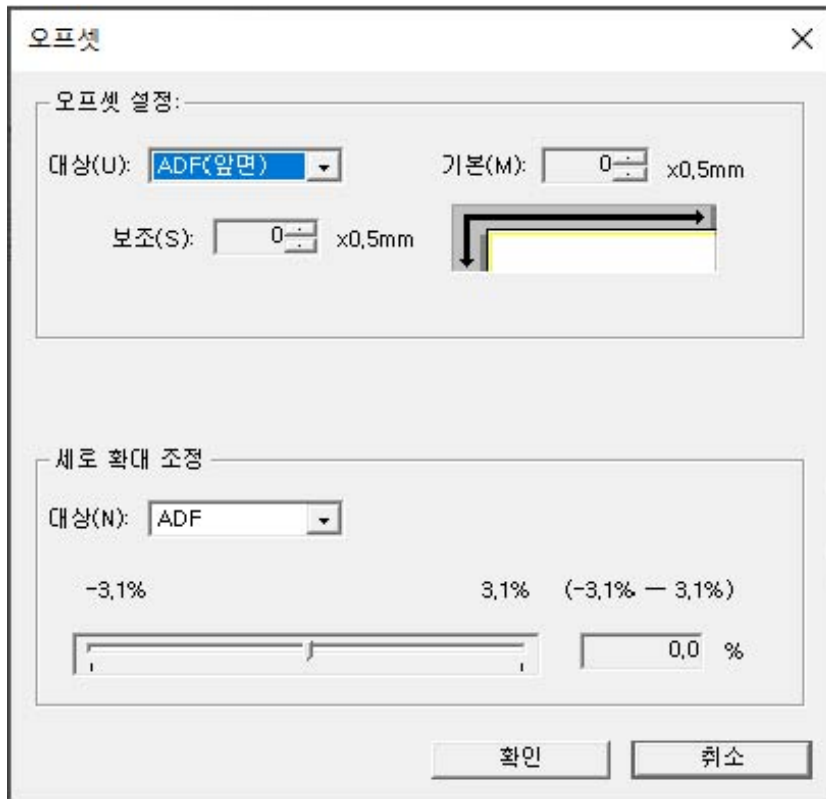 오프셋
오프셋 설정:
대상(U): ADF(앞면) 기본(M): 0 x0,5mm
보조(S): 0 x0,5mm
세로 확대 조정
대상(N): ADF
-3,1% 3,1% (-3,1% — 3,1%)
0,0 %
확인 취소